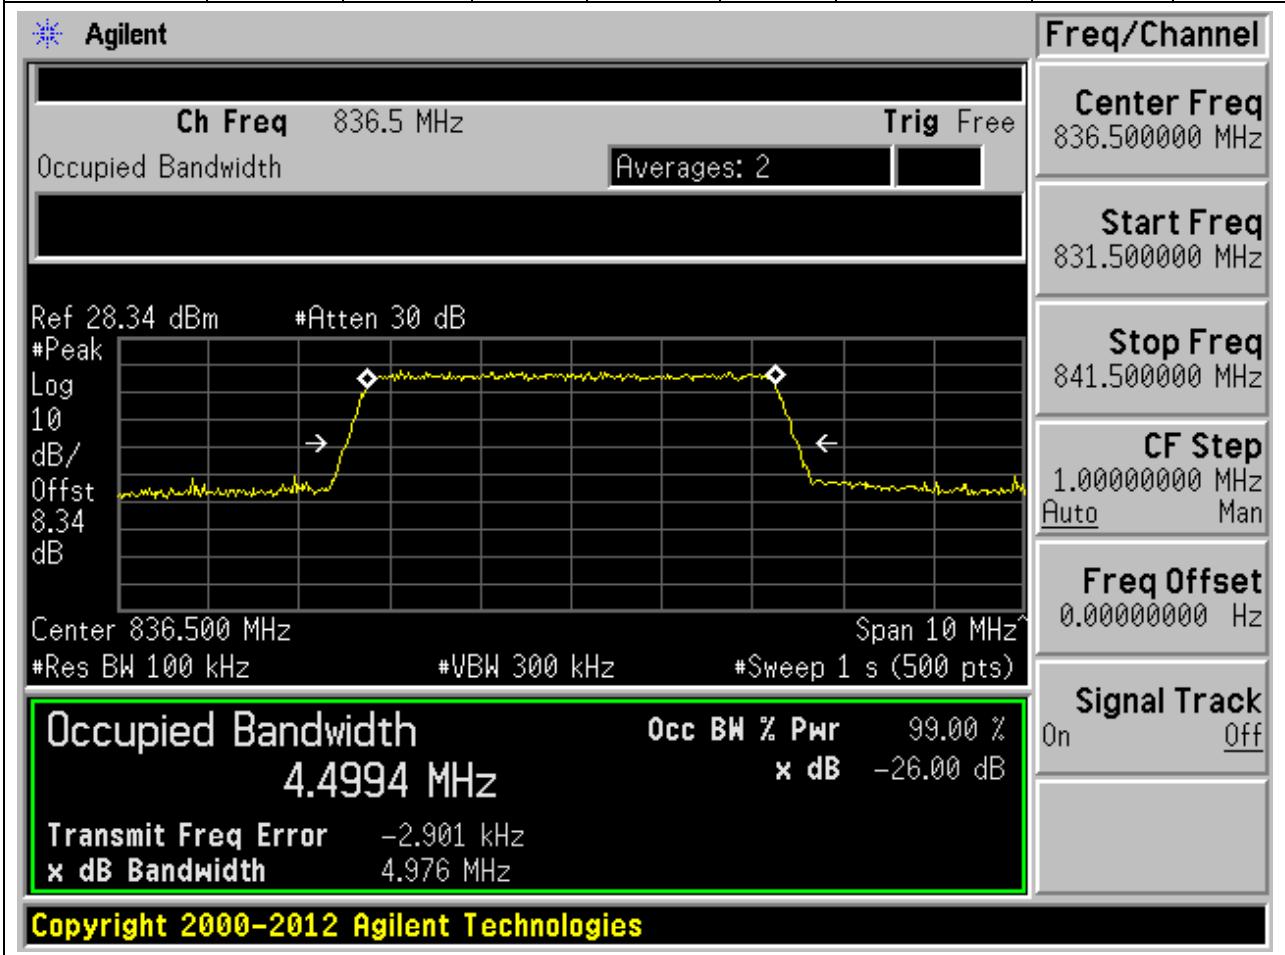 Agilent
Freq/Channel
Ch Freq 836.5 MHz Trig Free
Occupied Bandwidth Averages: 2
Center Freq
836.500000 MHz
Start Freq
831.500000 MHz
Stop Freq
841.500000 MHz
CF Step
1.00000000 MHz
Auto Man
Freq Offset
0.00000000 Hz
Signal Track
On Off
Ref 28.34 dBm #Atten 30 dB
#Peak
Log
10
dB/
Offst
8.34
dB
Center 836.500 MHz Span 10 MHz^
#Res BW 100 kHz #VBW 300 kHz #Sweep 1 s (500 pts)
Occupied Bandwidth Occ BW % Pwr 99.00 %
4.4994 MHz x dB -26.00 dB
Transmit Freq Error -2.901 kHz
x dB Bandwidth 4.976 MHz
Copyright 2000-2012 Agilent Technologies